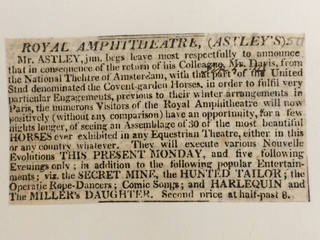 ROYAL AMPHITHEATRE, (ASTLEY'S)
Mr. ASTLEY, jun. begs leave most respectfully to announce
that in consequence of the return of his Colleague, Mr. Davis, from
the National Theatre of Amsterdam, with that part of the United
Stud denominated the Covent-garden Horses, in order to fulfil very
particular Engagements, previous to their winter arrangements in
Paris, the numerous Visitors of the Royal Amphitheatre will now
positively (without any comparison) have an opportunity, for a few
nights longer, of seeing an Assemblage of 30 of the most beautiful
HORSES ever exhibited in any Equestrian Theatre, either in this
or any country whatever. They will execute various Nouvelle
Evolutions THIS PRESENT MONDAY, and five following
Evenings only; in addition to the following popular Entertain-
ments; viz. the SECRET MINE, the HUNTED TAILOR; the
Operatic Rope-Dancers; Comic Songs; and HARLEQUIN and
The MILLER's DAUGHTER. Second price at half-past 8.